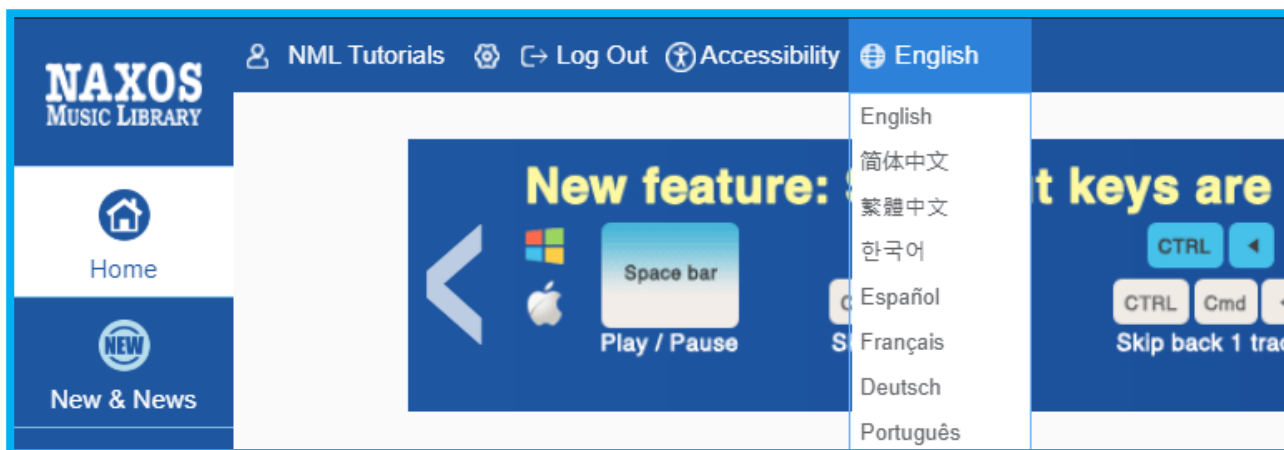 NAXOS
MUSIC LIBRARY
NML Tutorials Log Out Accessibility English
Home
New & News
English
简体中文
繁體中文
한국어
Español
Français
Deutsch
Português
New feature: t keys are
Space bar
Play / Pause
CTRL
CTRL Cmd
Skip back 1